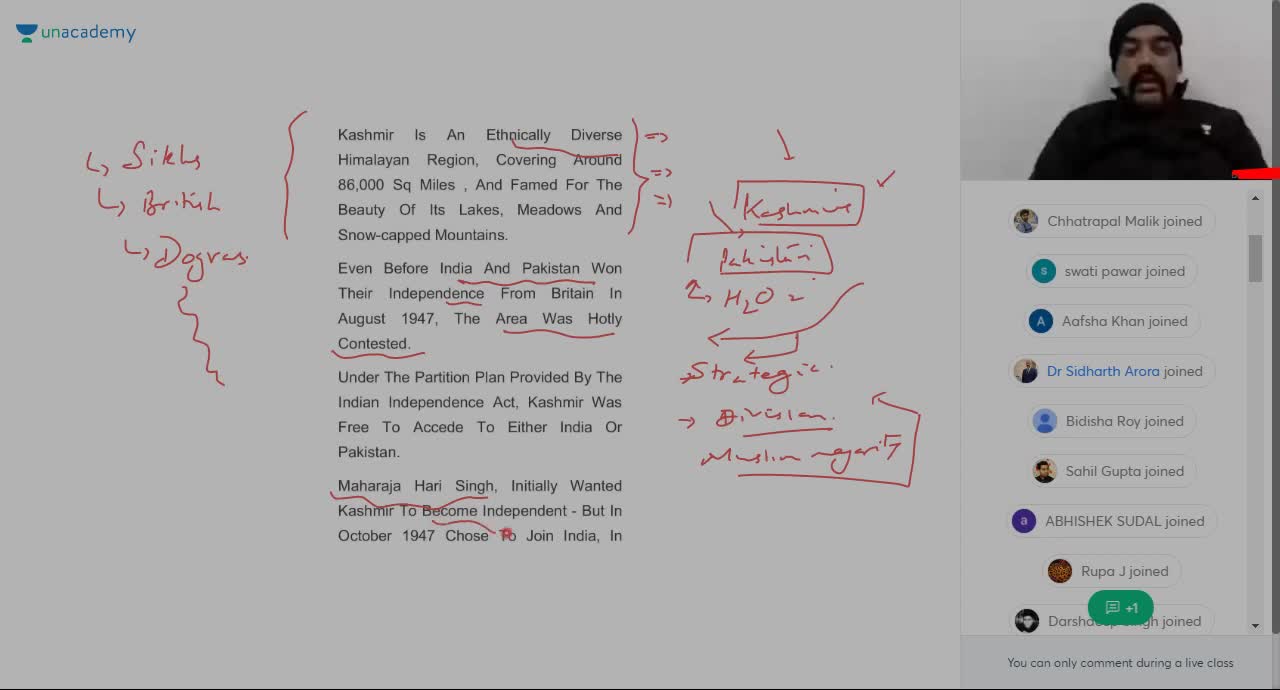 unacademy
Sikhs
British
Dogras
Kashmir Is An Ethnically Diverse
Himalayan Region, Covering Around
86,000 Sq Miles , And Famed For The
Beauty Of Its Lakes, Meadows And
Snow-capped Mountains.
Even Before India And Pakistan Won
Their Independence From Britain In
August 1947, The Area Was Hotly
Contested.
Under The Partition Plan Provided By The
Indian Independence Act, Kashmir Was
Free To Accede To Either India Or
Pakistan.
Maharaja Hari Singh, Initially Wanted
Kashmir To Become Independent - But In
October 1947 Chose To Join India, In
Pakistan
H2O
Strategic
Division
Muslim
Chhatrapal Malik joined
s swati pawar joined
A Aafsha Khan joined
Dr Sidharth Arora joined
Bidisha Roy joined
Sahil Gupta joined
a ABHISHEK SUDAL joined
Rupa J joined
+1
You can only comment during a live class